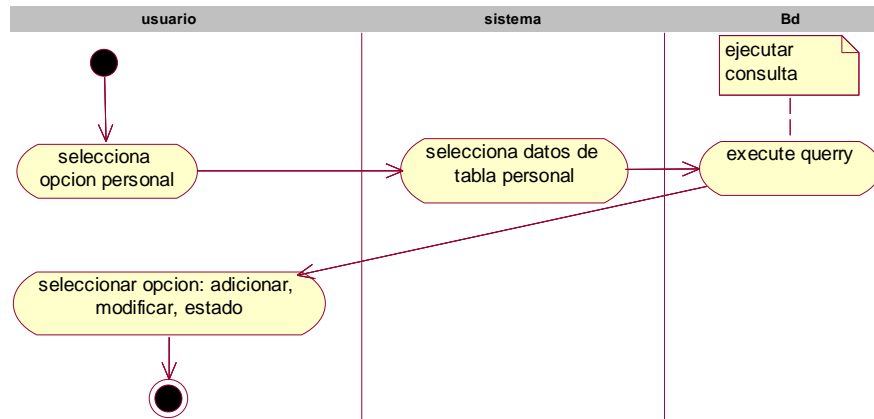 usuario
sistema
Bd
ejecutar
consulta
selecciona
opcion personal
selecciona datos de
tabla personal
execute querry
seleccionar opcion: adicionar,
modificar, estado